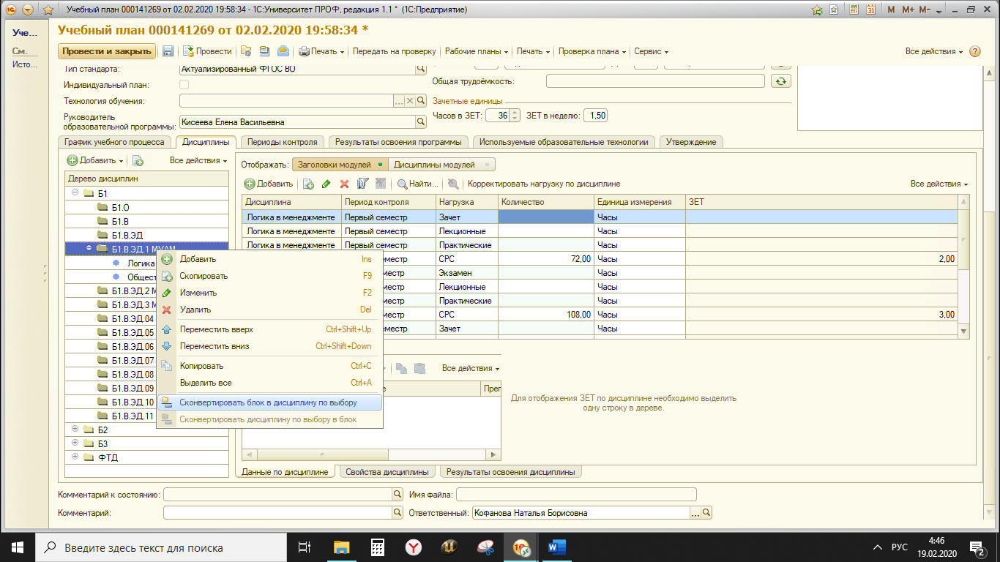 Учебный план 000141269 от 02.02.2020 19:58:34 - 1С:Университет ПРОФ, редакция 1.1 * (1С:Предприятие)
M M+ M-
Уче...
См.
Исто...
Учебный план 000141269 от 02.02.2020 19:58:34 *
Провести и закрыть Провести Печать Передать на проверку Рабочие планы Печать Проверка плана Сервис Все действия
Тип стандарта: Актуализированный ФГОС ВО
Индивидуальный план:
Технология обучения:
Руководитель
образовательной программы: Кисеева Елена Васильевна
Общая трудоёмкость:
Зачетные единицы
Часов в ЗЕТ: 36 ЗЕТ в неделю: 1,50
График учебного процесса Дисциплины Периоды контроля Результаты освоения программы Используемые образовательные технологии Утверждение
Добавить Все действия
Дерево дисциплин
Б1
Б1.О
Б1.В
Б1.В.ЭД
Б1.В.ЭД.1 МУАМ
Логика
Общест
Б1.В.ЭД.2 М
Б1.В.ЭД.3 М
Б1.В.ЭД.04
Б1.В.ЭД.05
Б1.В.ЭД.06
Б1.В.ЭД.07
Б1.В.ЭД.08
Б1.В.ЭД.09
Б1.В.ЭД.10
Б1.В.ЭД.11
Б2
Б3
ФТД
Отображать: Заголовки модулей Дисциплины модулей
Добавить Найти... Корректировать нагрузку по дисциплине Все действия
Дисциплина Период контроля Нагрузка Количество Единица измерения ЗЕТ
Логика в менеджменте Первый семестр Зачет Часы
Логика в менеджменте Первый семестр Лекционные Часы
Логика в менеджменте Первый семестр Практические Часы
семестр СРС 72,00 Часы 2,00
местр Экзамен Часы
местр Лекционные Часы
местр Практические Часы
местр СРС 108,00 Часы 3,00
семестр Зачет Часы
Добавить Ins
Скопировать F9
Изменить F2
Удалить Del
Переместить вверх Ctrl+Shift+Up
Переместить вниз Ctrl+Shift+Down
Копировать Ctrl+C
Выделить все Ctrl+A
Сконвертировать блок в дисциплину по выбору
Сконвертировать дисциплину по выбору в блок
Все действия
е Преп
Для отображения ЗЕТ по дисциплине необходимо выделить
одну строку в дереве.
Данные по дисциплине Свойства дисциплины Результаты освоения дисциплины
Комментарий к состоянию: Имя файла:
Комментарий: Ответственный: Кофанова Наталья Борисовна
Введите здесь текст для поиска
РУС
4:46
19.02.2020
2